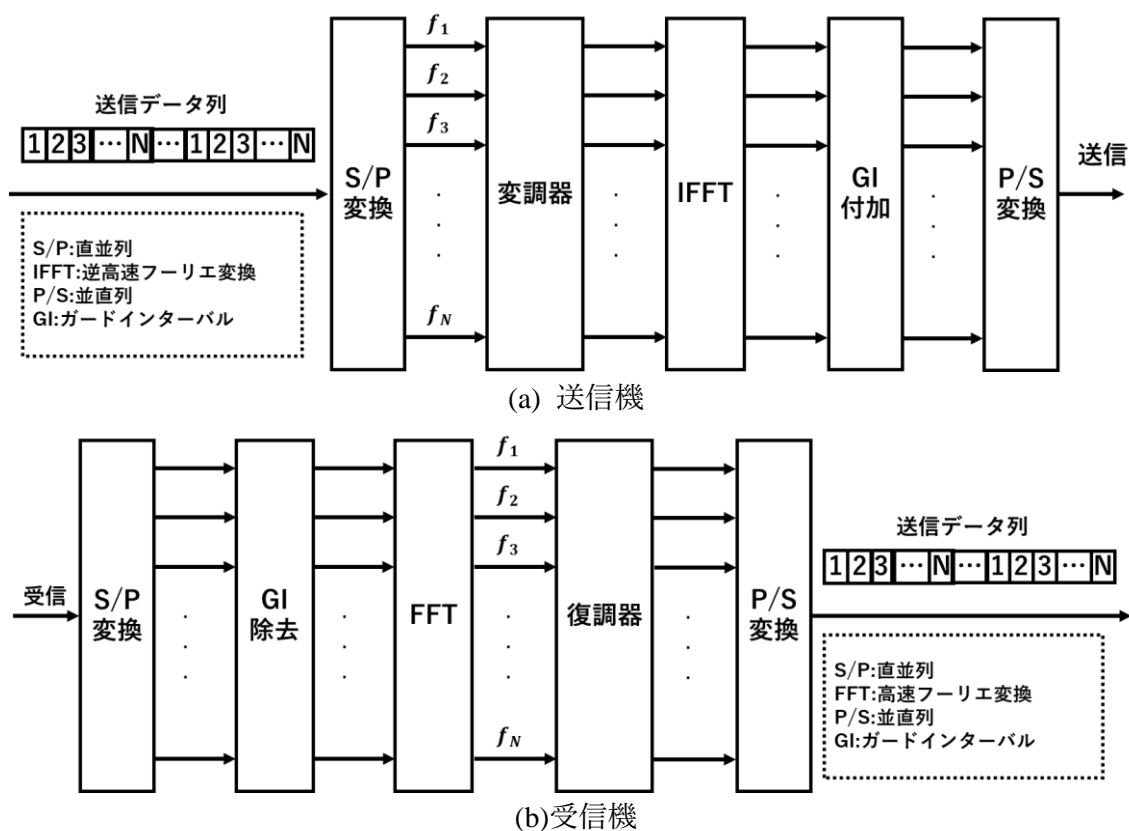 送信データ列
1 2 3 … N … 1 2 3 … N
S/P:直並列
IFFT:逆高速フーリエ変換
P/S:並直列
GI:ガードインターバル
S/P
変換
f₁
f₂
f₃
f_N
変調器
IFFT
GI
付加
P/S
変換
送信
(a) 送信機
受信
S/P
変換
GI
除去
FFT
f₁
f₂
f₃
f_N
復調器
P/S
変換
送信データ列
1 2 3 … N … 1 2 3 … N
S/P:直並列
FFT:高速フーリエ変換
P/S:並直列
GI:ガードインターバル
(b)受信機